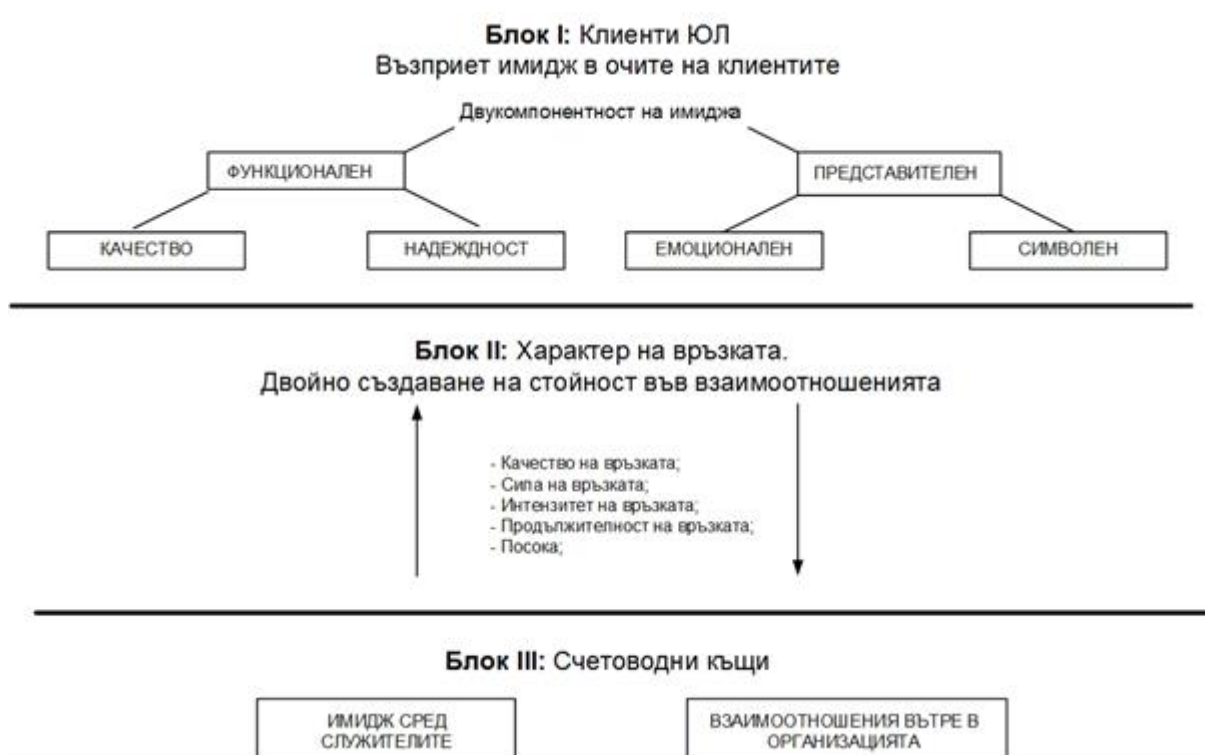 Блок I: Клиенти ЮЛ
Възприет имидж в очите на клиентите
Двукомпонентност на имиджа
ФУНКЦИОНАЛЕН
ПРЕДСТАВИТЕЛЕН
КАЧЕСТВО
НАДЕЖДНОСТ
ЕМОЦИОНАЛЕН
СИМВОЛЕН
Блок II: Характер на връзката.
Двойно създаване на стойност във взаимоотношенията
- Качество на връзката;
- Сила на връзката;
- Интензитет на връзката;
- Продължителност на връзката;
- Посока;
Блок III: Счетоводни къщи
ИМИДЖ СРЕД
СЛУЖИТЕЛИТЕ
ВЗАИМООТНОШЕНИЯ ВЪТРЕ В
ОРГАНИЗАЦИЯТА